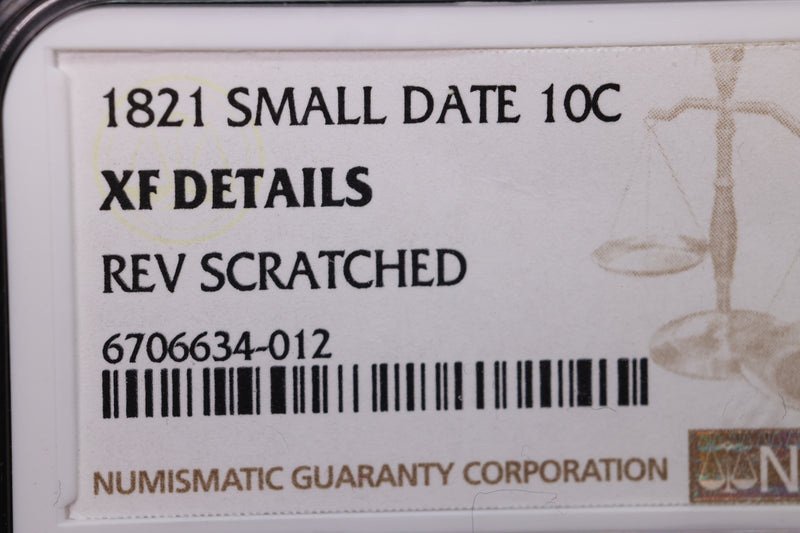 1821 SMALL DATE 10C
XF DETAILS
REV SCRATCHED
6706634-012
NUMISMATIC GUARANTY CORPORATION
N